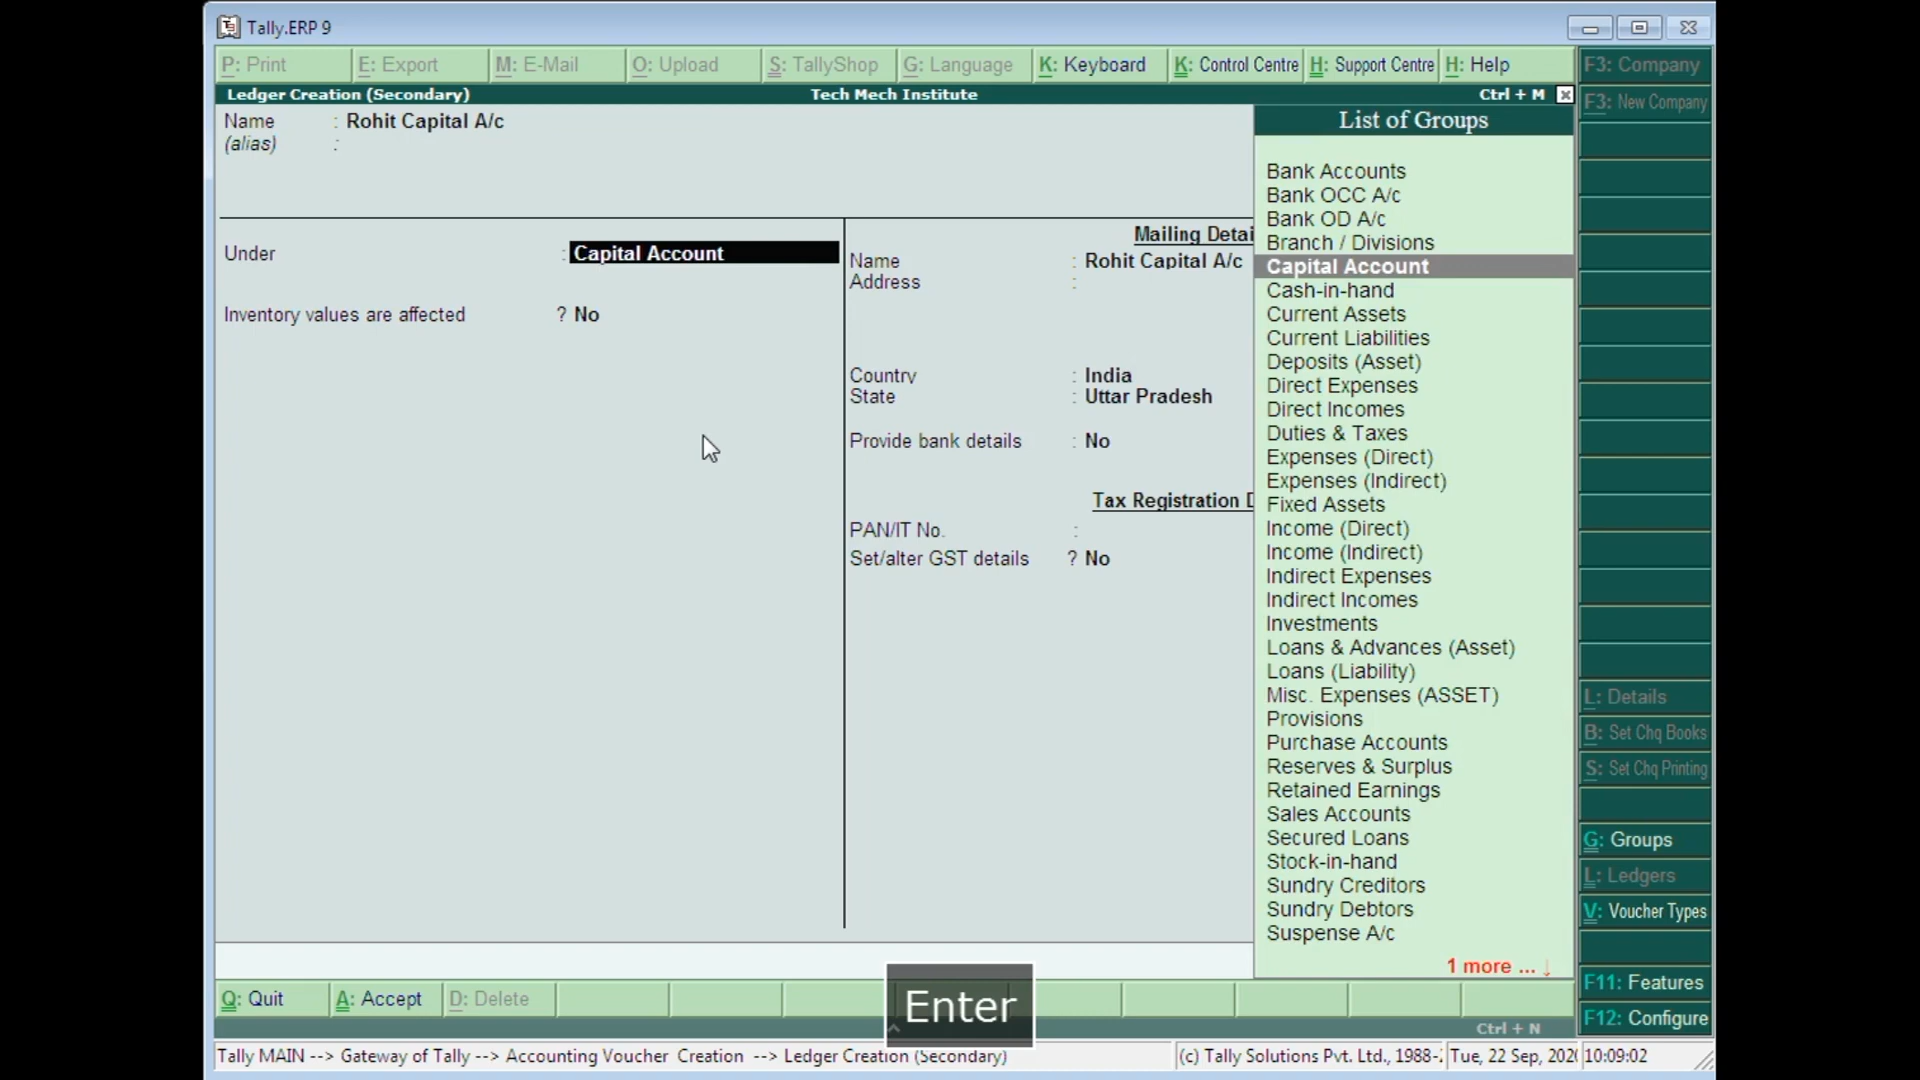 Tally.ERP 9
P: Print E: Export M: E-Mail O: Upload S: TallyShop G: Language K: Keyboard K: Control Centre H: Support Centre H: Help F3: Company
Ledger Creation (Secondary) Tech Mech Institute Ctrl + M
F3: New Company
Name : Rohit Capital A/c
(alias) :
Under : Capital Account
Inventory values are affected ? No
Mailing Detai
Name : Rohit Capital A/c
Address :
Country : India
State : Uttar Pradesh
Provide bank details : No
Tax Registration
PAN/IT No. :
Set/alter GST details ? No
List of Groups
Bank Accounts
Bank OCC A/c
Bank OD A/c
Branch / Divisions
Capital Account
Cash-in-hand
Current Assets
Current Liabilities
Deposits (Asset)
Direct Expenses
Direct Incomes
Duties & Taxes
Expenses (Direct)
Expenses (Indirect)
Fixed Assets
Income (Direct)
Income (Indirect)
Indirect Expenses
Indirect Incomes
Investments
Loans & Advances (Asset)
Loans (Liability)
Misc. Expenses (ASSET)
Provisions
Purchase Accounts
Reserves & Surplus
Retained Earnings
Sales Accounts
Secured Loans
Stock-in-hand
Sundry Creditors
Sundry Debtors
Suspense A/c
1 more ... ↓
L: Details
B: Set Chq Books
S: Set Chq Printing
G: Groups
L: Ledgers
V: Voucher Types
F11: Features
F12: Configure
Q: Quit A: Accept D: Delete
Enter
Ctrl + N
Tally MAIN --> Gateway of Tally --> Accounting Voucher Creation --> Ledger Creation (Secondary) (c) Tally Solutions Pvt. Ltd., 1988- Tue, 22 Sep, 202 10:09:02